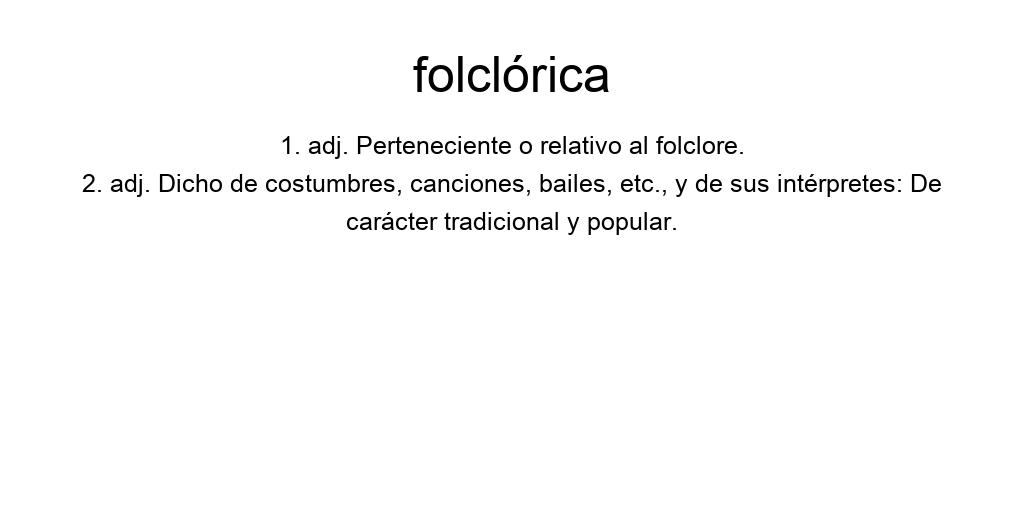 folclórica
1. adj. Perteneciente o relativo al folclore.
2. adj. Dicho de costumbres, canciones, bailes, etc., y de sus intérpretes: De
carácter tradicional y popular.